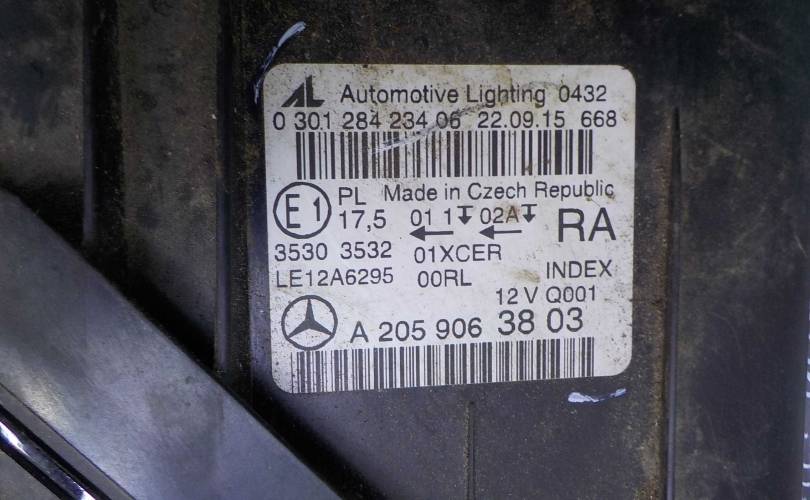 AL Automotive Lighting 0432
0 301 284 234 06 22.09.15 668
E1 PL Made in Czech Republic
17,5 01 1 02A RA
3530 3532 01XCER
LE12A6295 00RL INDEX
12 V Q001
A 205 906 38 03